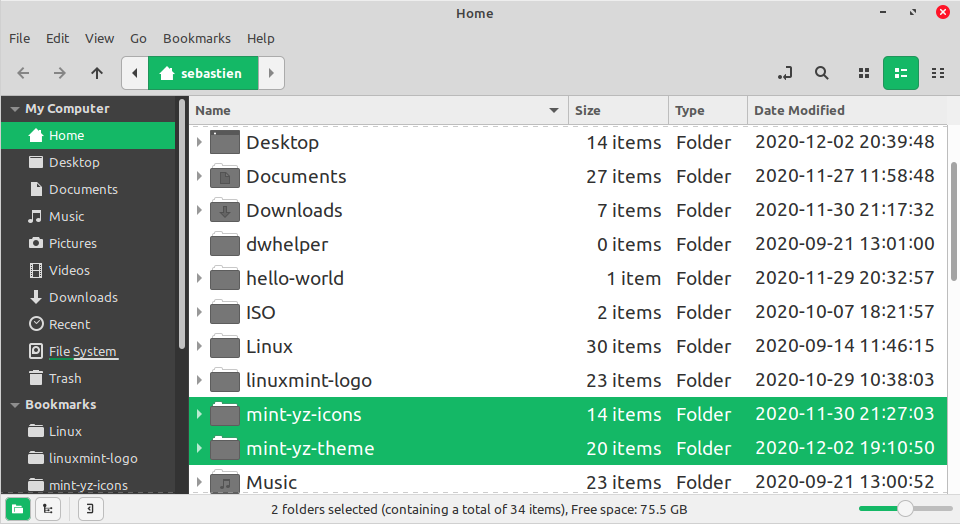 Home
File Edit View Go Bookmarks Help
sebastien
My Computer
Home
Desktop
Documents
Music
Pictures
Videos
Downloads
Recent
File System
Trash
Bookmarks
Linux
linuxmint-logo
mint-yz-icons
Name Size Type Date Modified
Desktop 14 items Folder 2020-12-02 20:39:48
Documents 27 items Folder 2020-11-27 11:58:48
Downloads 7 items Folder 2020-11-30 21:17:32
dwhelper 0 items Folder 2020-09-21 13:01:00
hello-world 1 item Folder 2020-11-29 20:32:57
ISO 2 items Folder 2020-10-07 18:21:57
Linux 30 items Folder 2020-09-14 11:46:15
linuxmint-logo 23 items Folder 2020-10-29 10:38:03
mint-yz-icons 14 items Folder 2020-11-30 21:27:03
mint-yz-theme 20 items Folder 2020-12-02 19:10:50
Music 23 items Folder 2020-09-21 13:00:52
2 folders selected (containing a total of 34 items), Free space: 75.5 GB